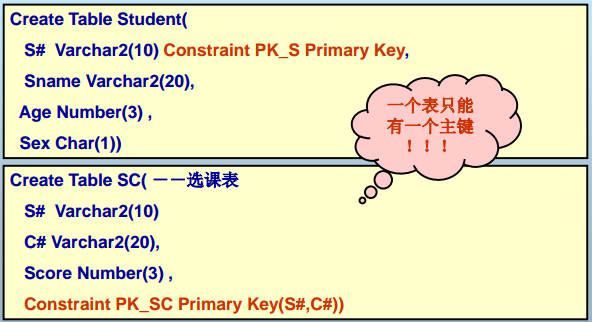 Create Table Student(
S# Varchar2(10) Constraint PK_S Primary Key,
Sname Varchar2(20),
Age Number(3) ,
Sex Char(1))
一个表只能
有一个主键
！！！
Create Table SC( －－选课表
S# Varchar2(10)
C# Varchar2(20),
Score Number(3) ,
Constraint PK_SC Primary Key(S#,C#))